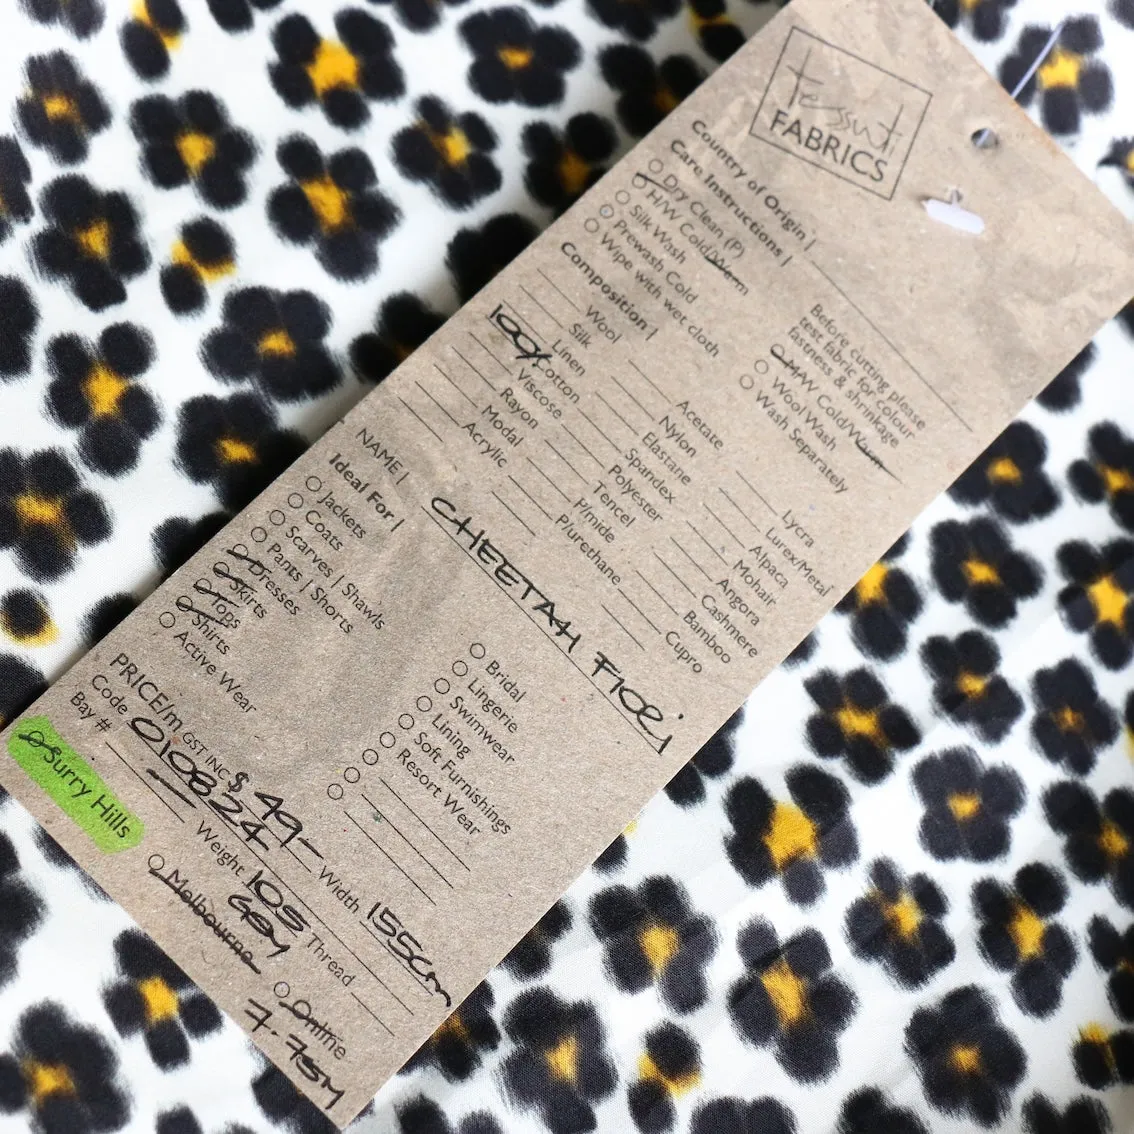 tessuti
FABRICS
Country of Origin |
Care Instructions |
Dry Clean (P)
H/W Cold/Warm
Silk Wash
Prewash Cold
Wipe with wet cloth
Before cutting please
test fabric for colour
fastness & shrinkage
M/W Cold/Warm
Wool Wash
Wash Separately
Composition |
Wool
Silk
Linen
100% Cotton
Viscose
Rayon
Modal
Acrylic
Acetate
Nylon
Elastane
Spandex
Polyester
Tencel
P/mide
P/urethane
Lycra
Lurex/Metal
Alpaca
Mohair
Angora
Cashmere
Bamboo
Cupro
NAME | CHEETAH FIORI
Ideal For |
Jackets
Coats
Scarves | Shawls
Pants | Shorts
Dresses
Skirts
Tops
Shirts
Active Wear
Bridal
Lingerie
Swimwear
Lining
Soft Furnishings
Resort Wear
PRICE/m GST INC $ 49- Width 155cm
Code 010824 Weight 105 GSM Thread
Bay #
Surry Hills
Melbourne
Online
7.75M